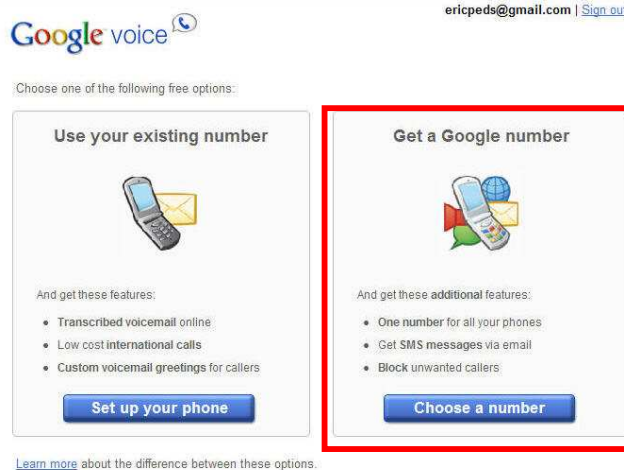 ericpeds@gmail.com | Sign out
Google voice
Choose one of the following free options:
Use your existing number
And get these features:
• Transcribed voicemail online
• Low cost international calls
• Custom voicemail greetings for callers
Set up your phone
Get a Google number
And get these additional features:
• One number for all your phones
• Get SMS messages via email
• Block unwanted callers
Choose a number
Learn more about the difference between these options.